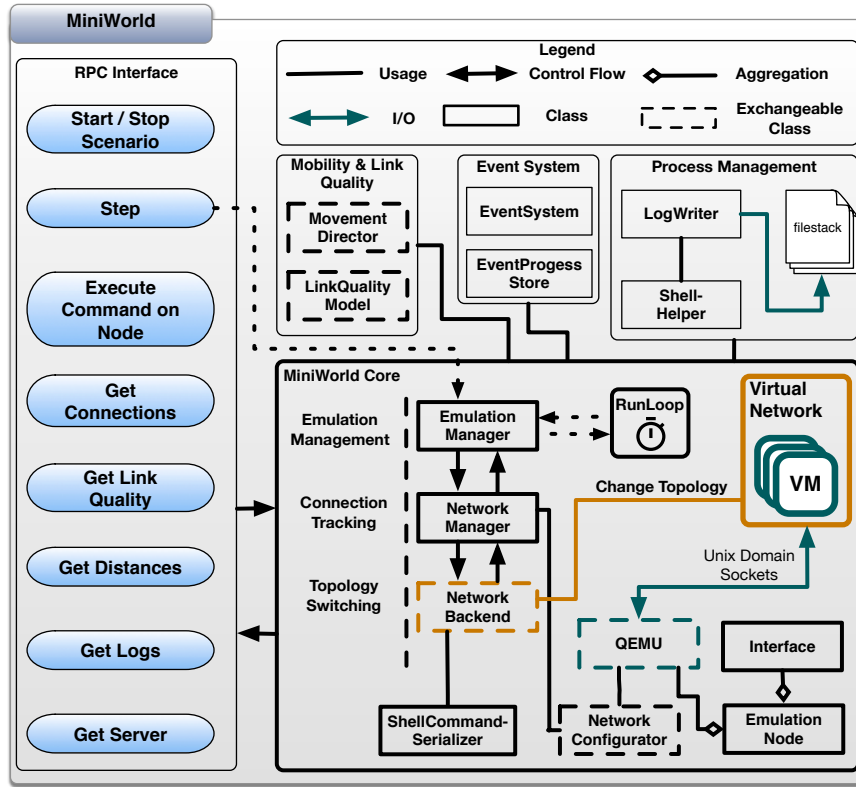 MiniWorld
RPC Interface
Start / Stop
Scenario
Step
Execute
Command on
Node
Get
Connections
Get Link
Quality
Get Distances
Get Logs
Get Server
Legend
Usage
Control Flow
Aggregation
I/O
Class
Exchangeable
Class
Mobility & Link
Quality
Movement
Director
LinkQuality
Model
Event System
EventSystem
EventProgess
Store
Process Management
LogWriter
filestack
Shell-
Helper
MiniWorld Core
Emulation
Management
Emulation
Manager
RunLoop
Virtual
Network
VM
Connection
Tracking
Network
Manager
Change Topology
Topology
Switching
Network
Backend
Unix Domain
Sockets
QEMU
Interface
ShellCommand-
Serializer
Network
Configurator
Emulation
Node